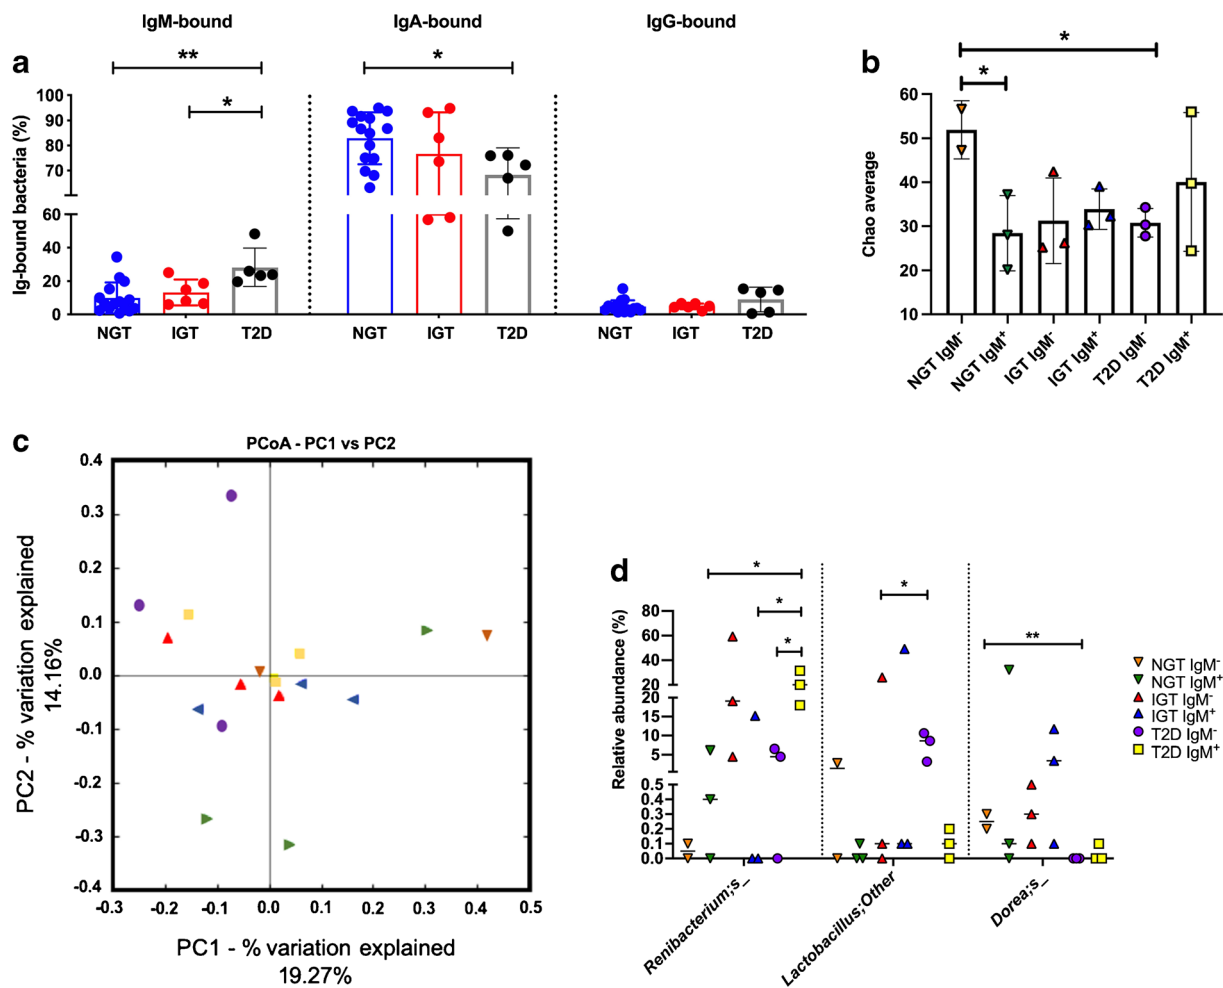 IgM-bound IgA-bound IgG-bound
a
** * *
Ig-bound bacteria (%)
100
90
80
70
60
40
20
0
NGT IGT T2D NGT IGT T2D NGT IGT T2D
b
* *
Chao average
60
50
40
30
20
10
NGT IgM-
NGT IgM+
IGT IgM-
IGT IgM+
T2D IgM-
T2D IgM+
c
PCoA - PC1 vs PC2
PC2 - % variation explained
14.16%
0.4
0.3
0.2
0.1
0.0
-0.1
-0.2
-0.3
-0.4
-0.3 -0.2 -0.1 0.0 0.1 0.2 0.3 0.4 0.5
PC1 - % variation explained
19.27%
d
* * * * **
Relative abundance (%)
80
60
40
20
20
15
10
5
0.5
0.4
0.3
0.2
0.1
0.0
Renibacterium;s_
Lactobacillus;Other
Dorea;s_
NGT IgM-
NGT IgM+
IGT IgM-
IGT IgM+
T2D IgM-
T2D IgM+